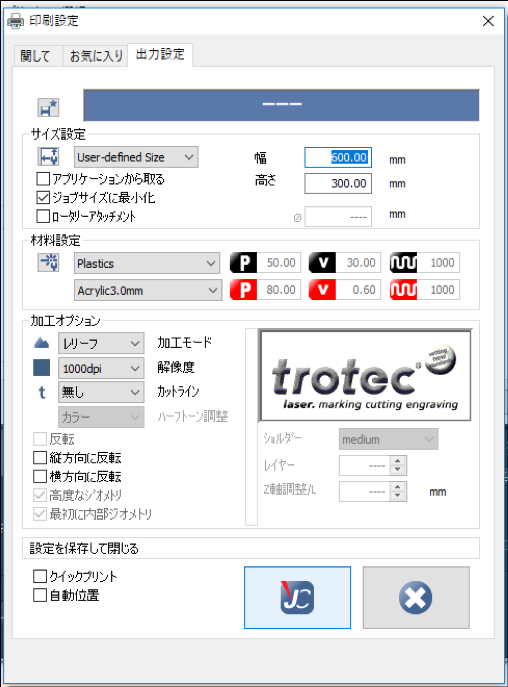 印刷設定
関して お気に入り 出力設定
---
サイズ設定
User-defined Size 幅 600.00 mm
アプリケーションから取る 高さ 300.00 mm
ジョブサイズに最小化
ロータリーアタッチメント Ø ---- mm
材料設定
Plastics P 50.00 V 30.00 1000
Acrylic3.0mm P 80.00 V 0.60 1000
加工オプション
レリーフ 加工モード
1000dpi 解像度
t 無し カットライン
カラー ハーフトーン調整
trotec
setting new standards
laser. marking cutting engraving
反転 ショルダー medium
縦方向に反転 レイヤー ----
横方向に反転 Z軸調整/L ---- mm
高度なジオメトリ
最初に内部ジオメトリ
設定を保存して閉じる
クイックプリント
自動位置
JC